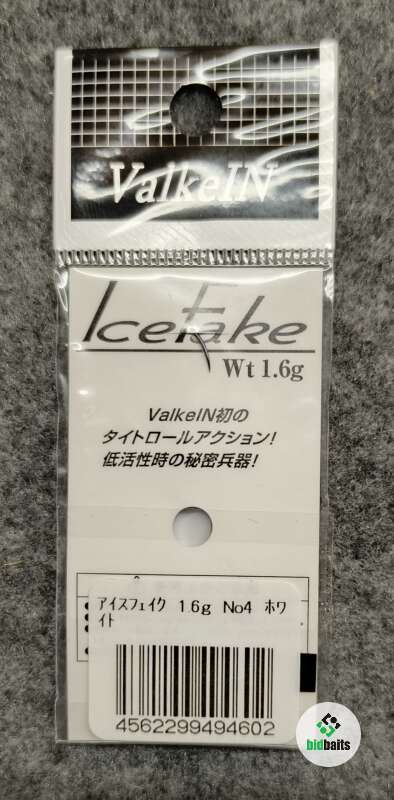 ValkeIN
IceFake
Wt 1.6g
ValkeIN初の
タイトロールアクション!
低活性時の秘密兵器!
ｱｲｽﾌｪｲｸ 1.6g No4 ﾎﾜ
ｲﾄ
4562299494602
bidbaits